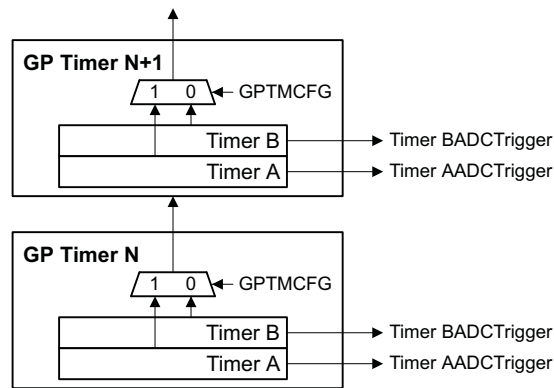 GP Timer N+1
1 0 GPTMCFG
Timer B Timer BADCTrigger
Timer A Timer AADCTrigger
GP Timer N
1 0 GPTMCFG
Timer B Timer BADCTrigger
Timer A Timer AADCTrigger